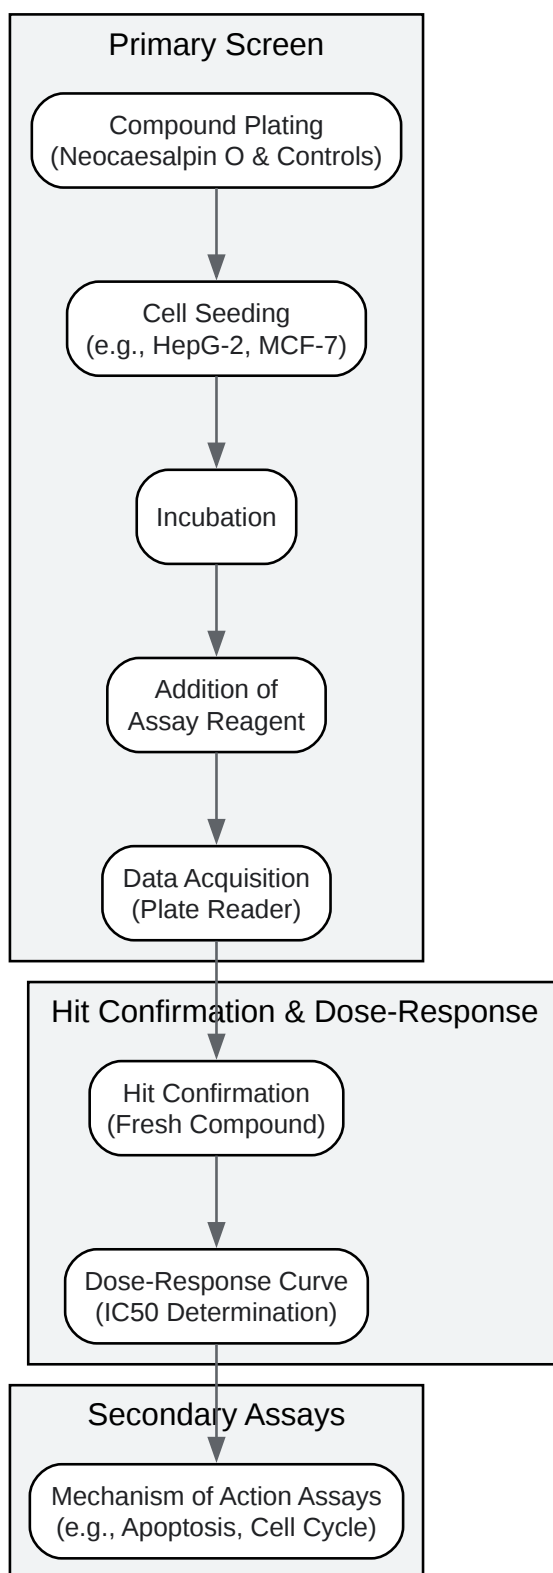 Primary Screen
Compound Plating
(Neocaesalpin O & Controls)
Cell Seeding
(e.g., HepG-2, MCF-7)
Incubation
Addition of
Assay Reagent
Data Acquisition
(Plate Reader)
Hit Confirmation & Dose-Response
Hit Confirmation
(Fresh Compound)
Dose-Response Curve
(IC50 Determination)
Secondary Assays
Mechanism of Action Assays
(e.g., Apoptosis, Cell Cycle)